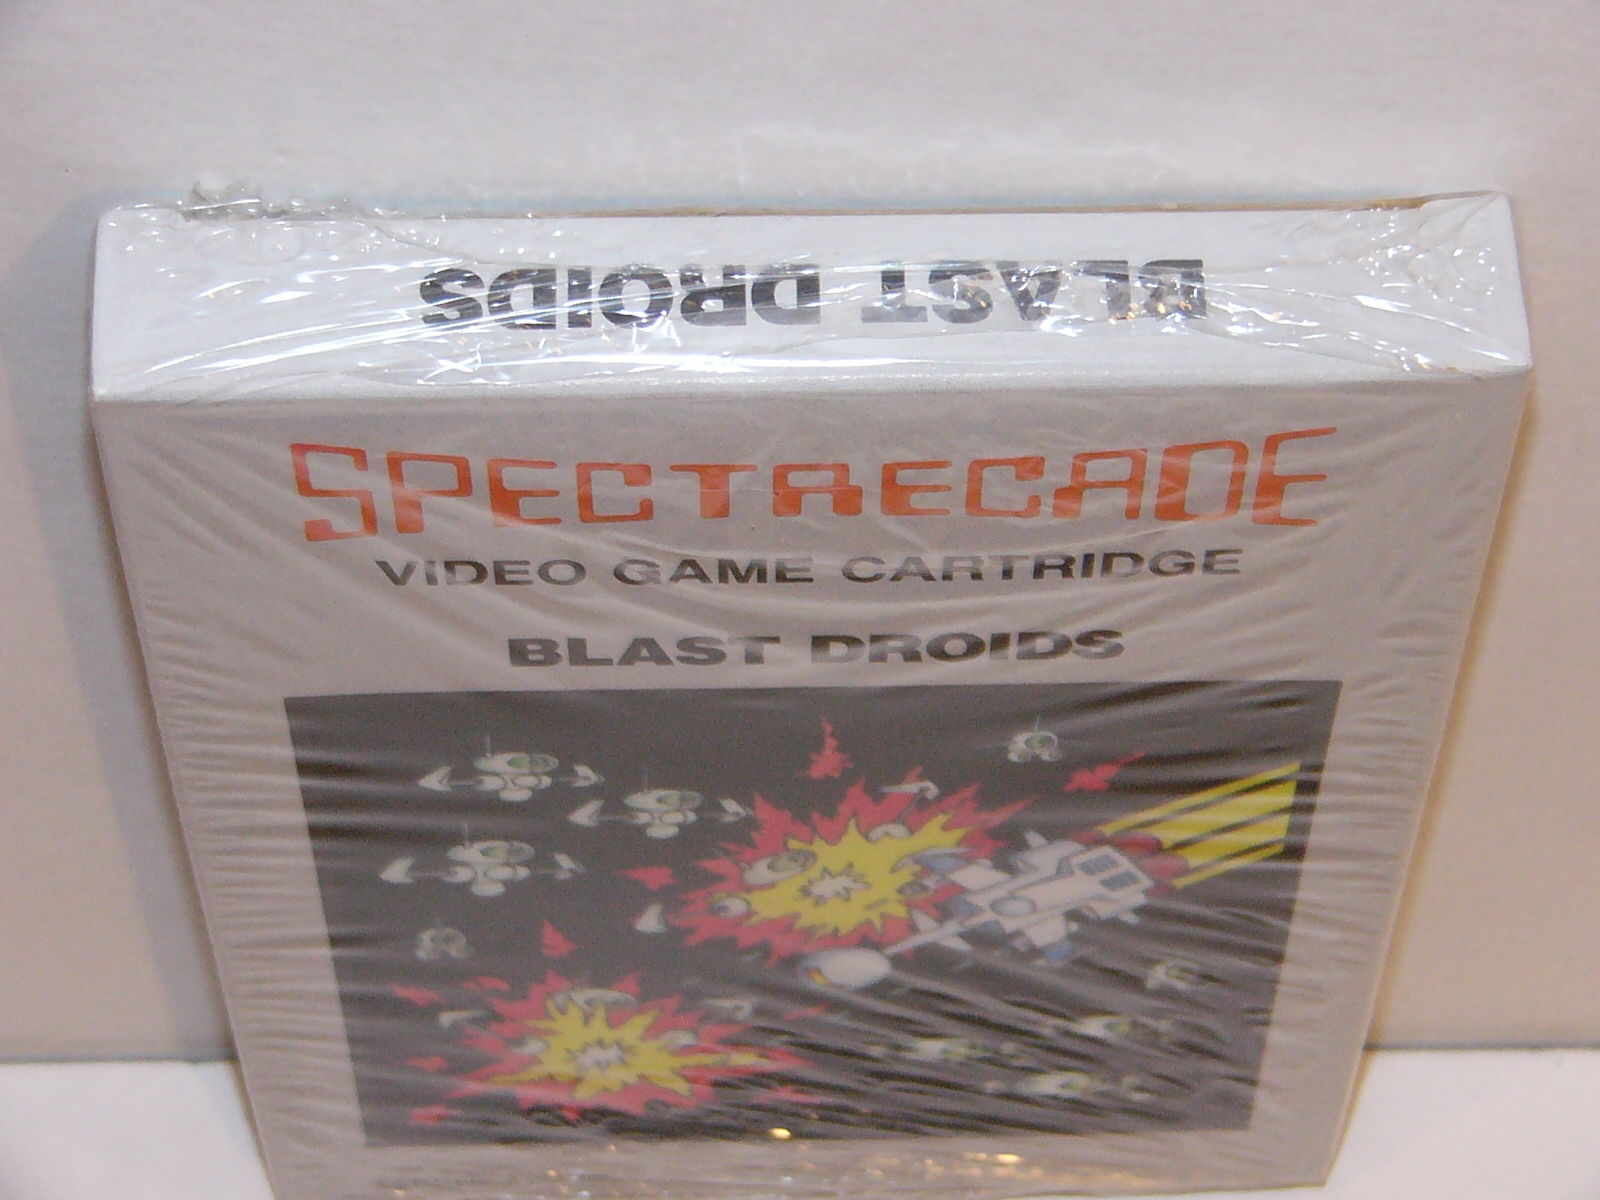 BLAST DROIDS
SPECTRECADE
VIDEO GAME CARTRIDGE
BLAST DROIDS